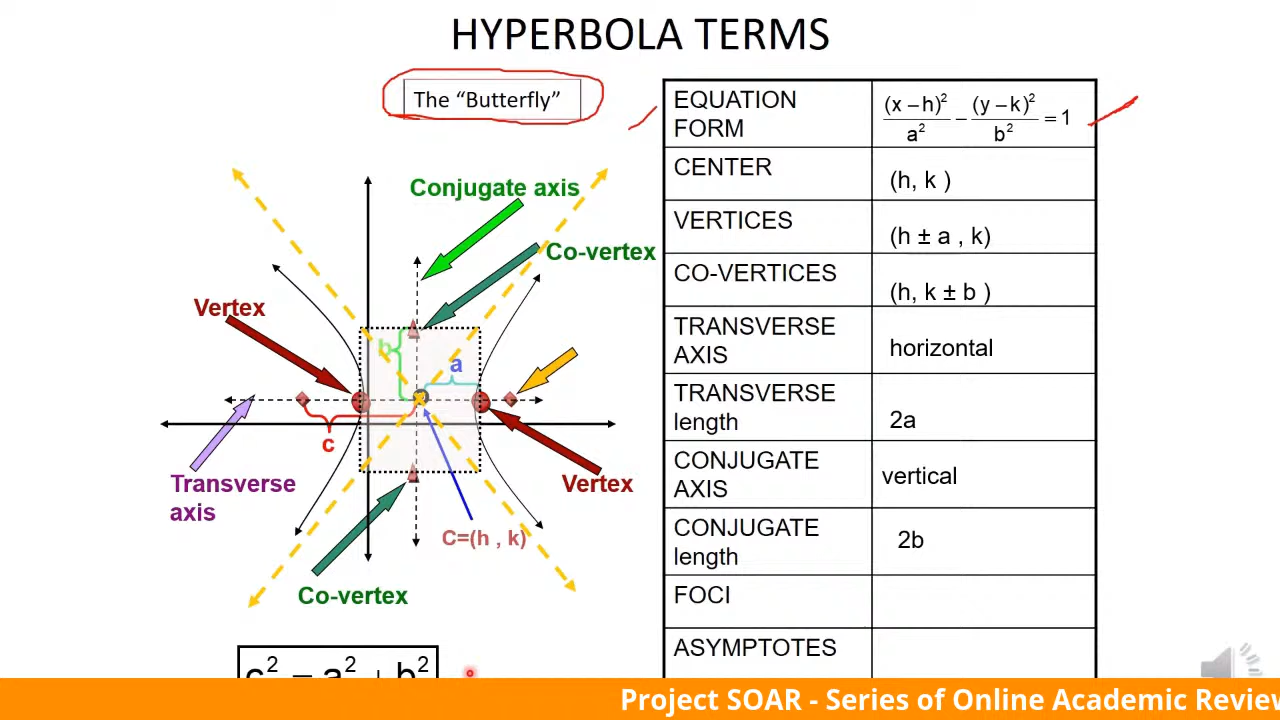 HYPERBOLA TERMS
The “Butterfly”
EQUATION
FORM
(x – h)² / a² – (y – k)² / b² = 1
CENTER
(h, k )
VERTICES
(h ± a , k)
CO-VERTICES
(h, k ± b )
TRANSVERSE
AXIS
horizontal
TRANSVERSE
length
2a
CONJUGATE
AXIS
vertical
CONJUGATE
length
2b
FOCI
ASYMPTOTES
Conjugate axis
Co-vertex
Vertex
b
a
c
Transverse
axis
Vertex
C=(h , k)
Co-vertex
c² = a² + b²
Project SOAR - Series of Online Academic Review